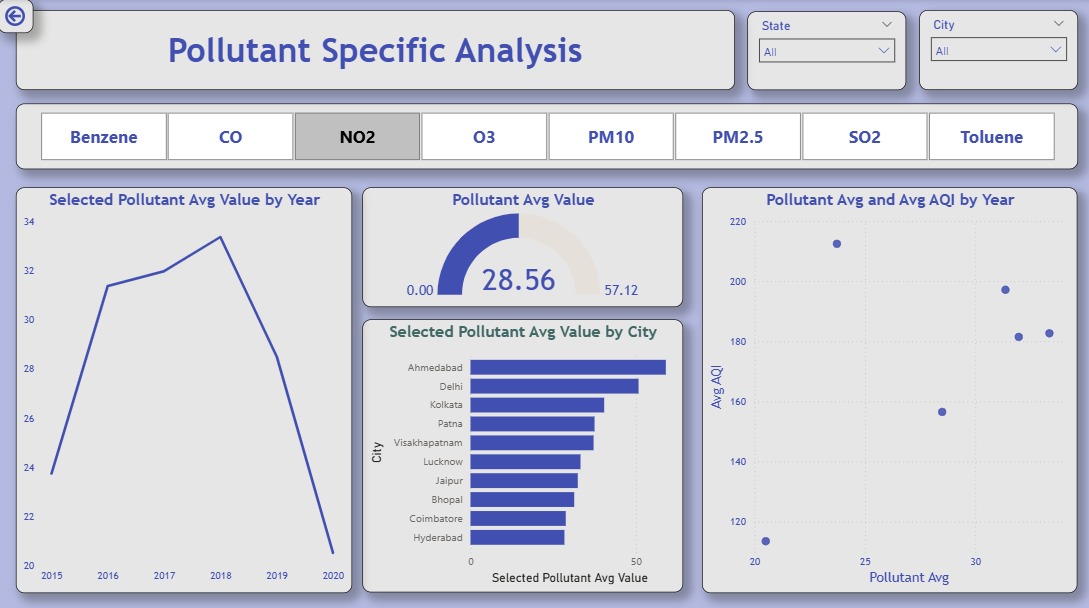 Pollutant Specific Analysis
State
All
City
All
Benzene
CO
NO2
O3
PM10
PM2.5
SO2
Toluene
Selected Pollutant Avg Value by Year
34
32
30
28
26
24
22
20
2015
2016
2017
2018
2019
2020
Pollutant Avg Value
28.56
0.00
57.12
Selected Pollutant Avg Value by City
City
Ahmedabad
Delhi
Kolkata
Patna
Visakhapatnam
Lucknow
Jaipur
Bhopal
Coimbatore
Hyderabad
0
50
Selected Pollutant Avg Value
Pollutant Avg and Avg AQI by Year
Avg AQI
220
200
180
160
140
120
20
25
30
Pollutant Avg